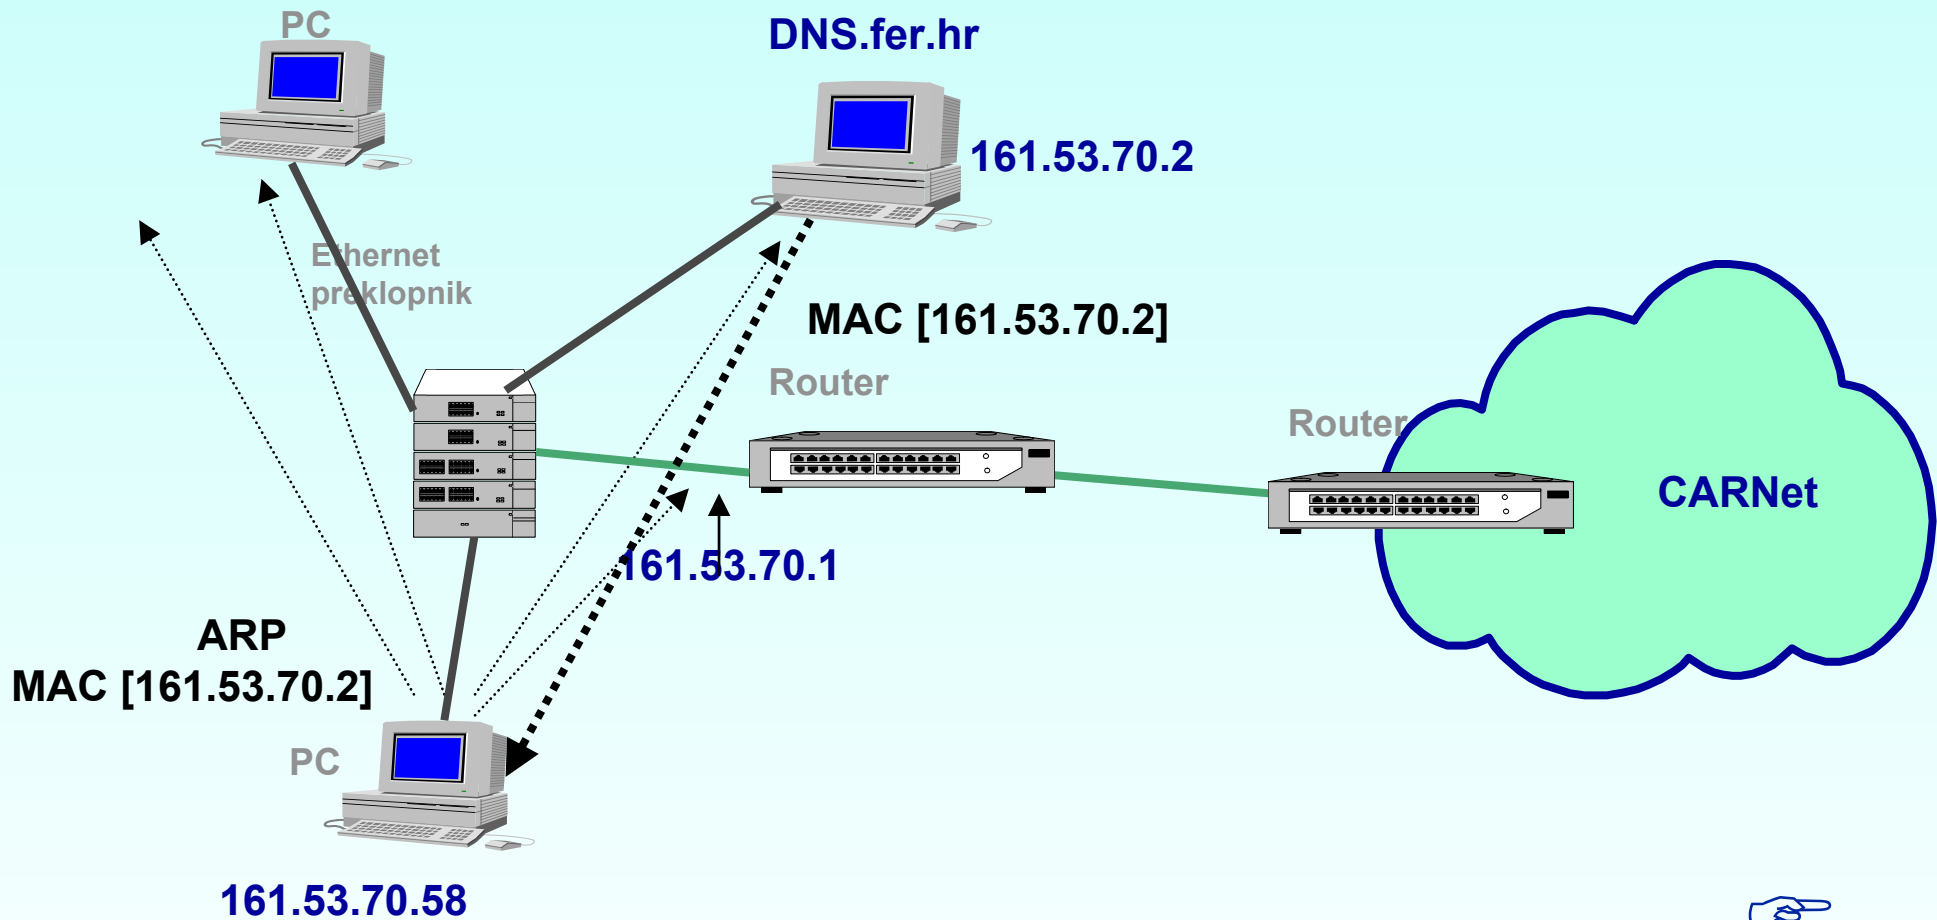 PC
DNS.fer.hr
161.53.70.2
Ethernet
preklopnik
MAC [161.53.70.2]
Router
Router
CARNet
161.53.70.1
ARP
MAC [161.53.70.2]
PC
161.53.70.58